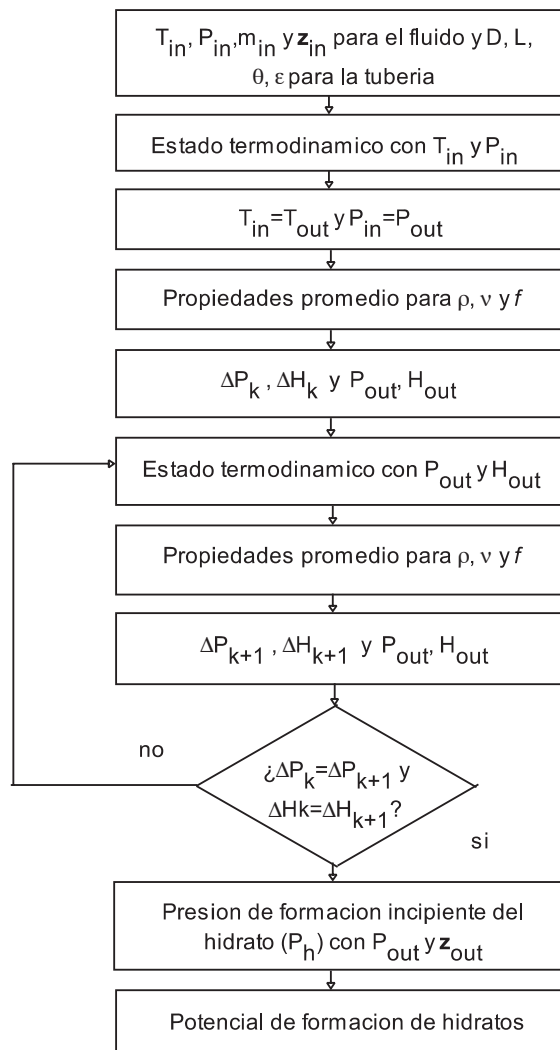 T_in, P_in,m_in y z_in para el fluido y D, L,
θ, ε para la tuberia
Estado termodinamico con T_in y P_in
T_in=T_out y P_in=P_out
Propiedades promedio para ρ, ν y f
ΔP_k , ΔH_k y P_out, H_out
Estado termodinamico con P_out y H_out
Propiedades promedio para ρ, ν y f
ΔP_k+1 , ΔH_k+1 y P_out, H_out
no
¿ΔP_k=ΔP_k+1 y
ΔHk=ΔH_k+1?
si
Presion de formacion incipiente del
hidrato (P_h) con P_out y z_out
Potencial de formacion de hidratos